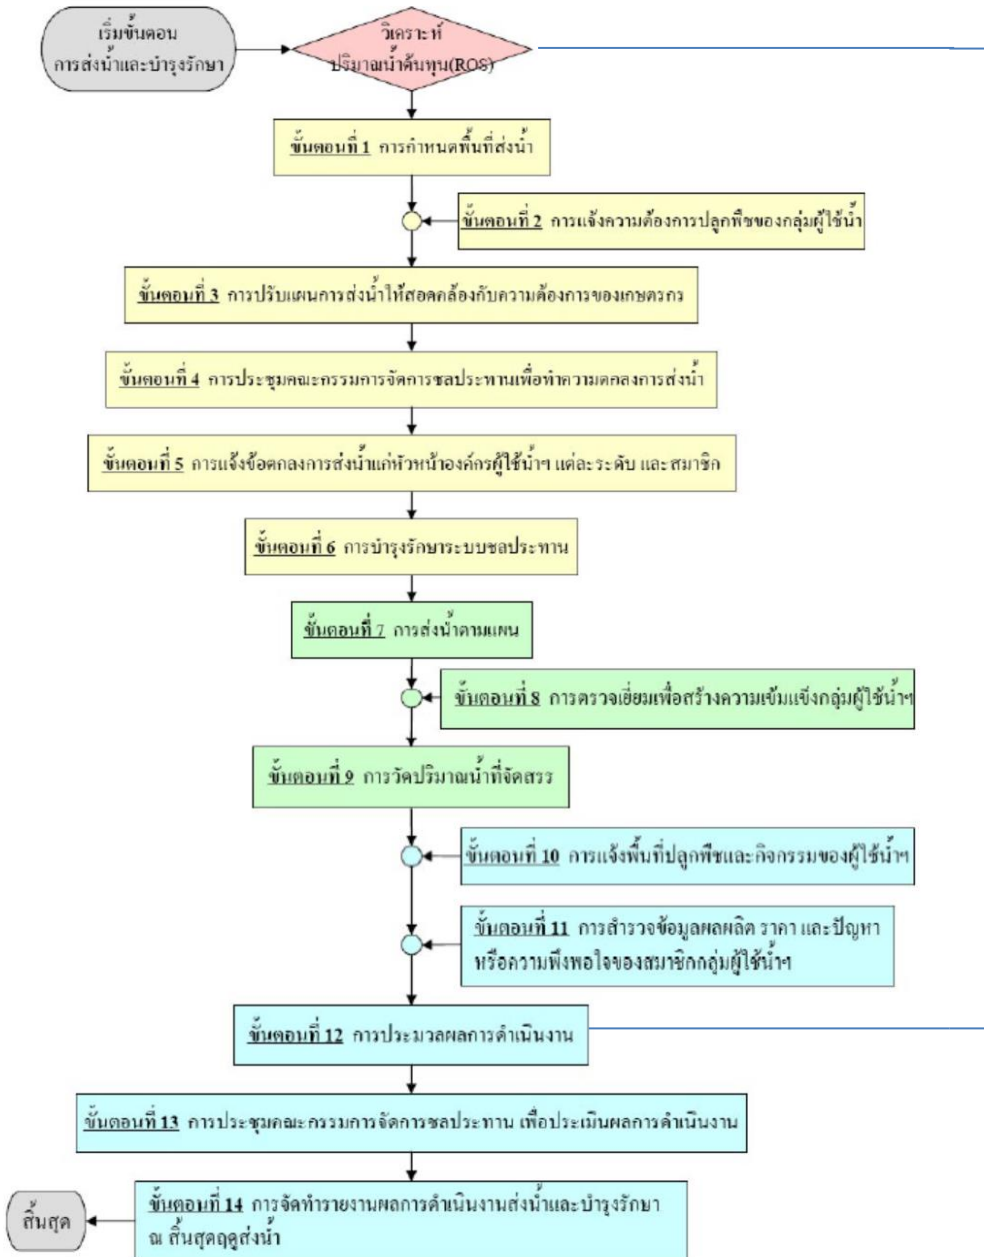 เริ่มขั้นตอน
การส่งน้ำและบำรุงรักษา
วิเคราะห์
ปริมาณน้ำต้นทุน(ROS)
ขั้นตอนที่ 1 การกำหนดพื้นที่ส่งน้ำ
ขั้นตอนที่ 2 การแจ้งความต้องการปลูกพืชของกลุ่มผู้ใช้น้ำ
ขั้นตอนที่ 3 การปรับแผนการส่งน้ำให้สอดคล้องกับความต้องการของเกษตรกร
ขั้นตอนที่ 4 การประชุมคณะกรรมการจัดการชลประทานเพื่อทำความตกลงการส่งน้ำ
ขั้นตอนที่ 5 การแจ้งข้อตกลงการส่งน้ำแก่หัวหน้าองค์กรผู้ใช้น้ำฯ แต่ละระดับ และสมาชิก
ขั้นตอนที่ 6 การบำรุงรักษาระบบชลประทาน
ขั้นตอนที่ 7 การส่งน้ำตามแผน
ขั้นตอนที่ 8 การตรวจเยี่ยมเพื่อสร้างความเข้มแข็งกลุ่มผู้ใช้น้ำฯ
ขั้นตอนที่ 9 การวัดปริมาณน้ำที่จัดสรร
ขั้นตอนที่ 10 การแจ้งพื้นที่ปลูกพืชและกิจกรรมของผู้ใช้น้ำฯ
ขั้นตอนที่ 11 การสำรวจข้อมูลผลผลิต ราคา และปัญหา
หรือความพึงพอใจของสมาชิกกลุ่มผู้ใช้น้ำฯ
ขั้นตอนที่ 12 การประมวลผลการดำเนินงาน
ขั้นตอนที่ 13 การประชุมคณะกรรมการจัดการชลประทาน เพื่อประเมินผลการดำเนินงาน
ขั้นตอนที่ 14 การจัดทำรายงานผลการดำเนินงานส่งน้ำและบำรุงรักษา
ณ สิ้นสุดฤดูส่งน้ำ
สิ้นสุด